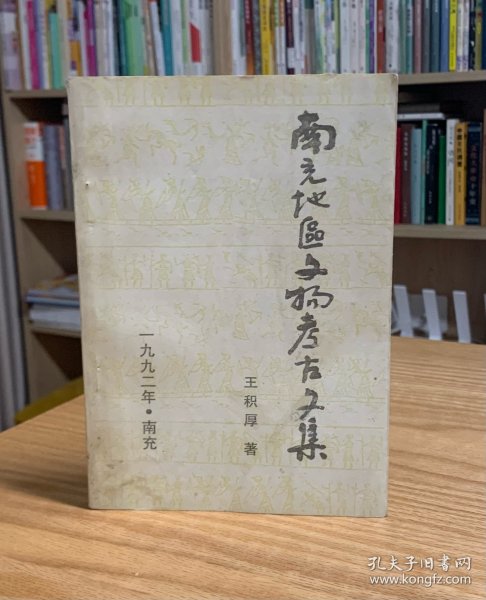 南充地區文物考古文集
王积厚 著
一九九二年·南充
孔夫子旧书网
www.kongfz.com